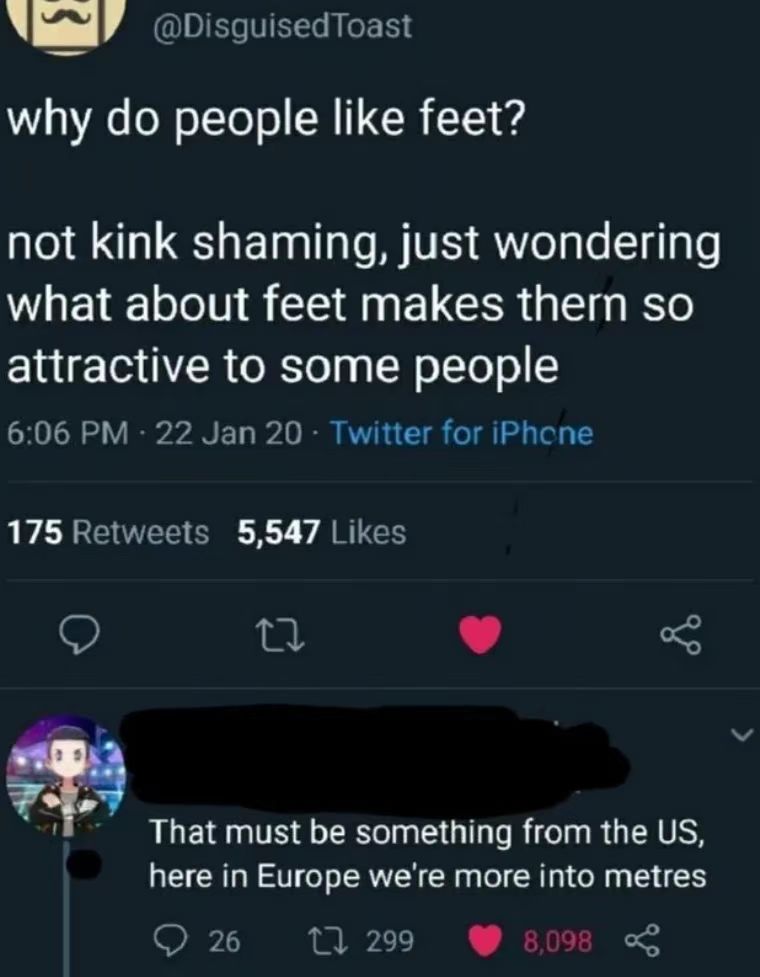 @DisguisedToast
why do people like feet?
not kink shaming, just wondering
what about feet makes them so
attractive to some people
6:06 PM · 22 Jan 20 · Twitter for iPhone
175 Retweets 5,547 Likes
That must be something from the US,
here in Europe we're more into metres
26 299 8,098